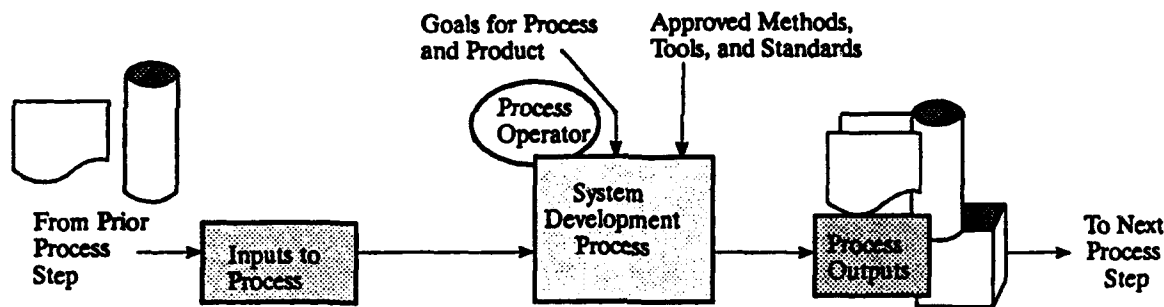 Goals for Process
and Product
Approved Methods,
Tools, and Standards
Process
Operator
System
Development
Process
From Prior
Process
Step
Inputs to
Process
Process
Outputs
To Next
Process
Step